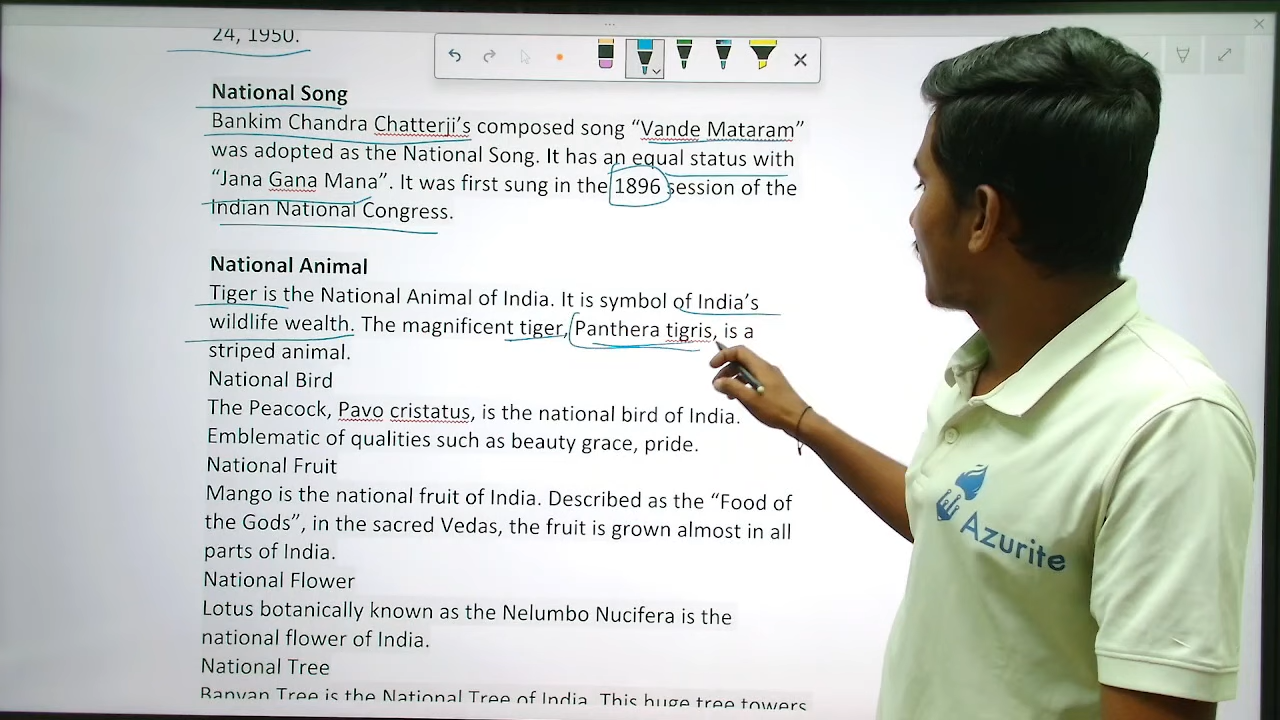 24, 1950.
National Song
Bankim Chandra Chatterji's composed song “Vande Mataram”
was adopted as the National Song. It has an equal status with
“Jana Gana Mana”. It was first sung in the 1896 session of the
Indian National Congress.
National Animal
Tiger is the National Animal of India. It is symbol of India's
wildlife wealth. The magnificent tiger, Panthera tigris, is a
striped animal.
National Bird
The Peacock, Pavo cristatus, is the national bird of India.
Emblematic of qualities such as beauty grace, pride.
National Fruit
Mango is the national fruit of India. Described as the “Food of
the Gods”, in the sacred Vedas, the fruit is grown almost in all
parts of India.
National Flower
Lotus botanically known as the Nelumbo Nucifera is the
national flower of India.
National Tree
Banyan Tree is the National Tree of India. This huge tree towers
Azurite